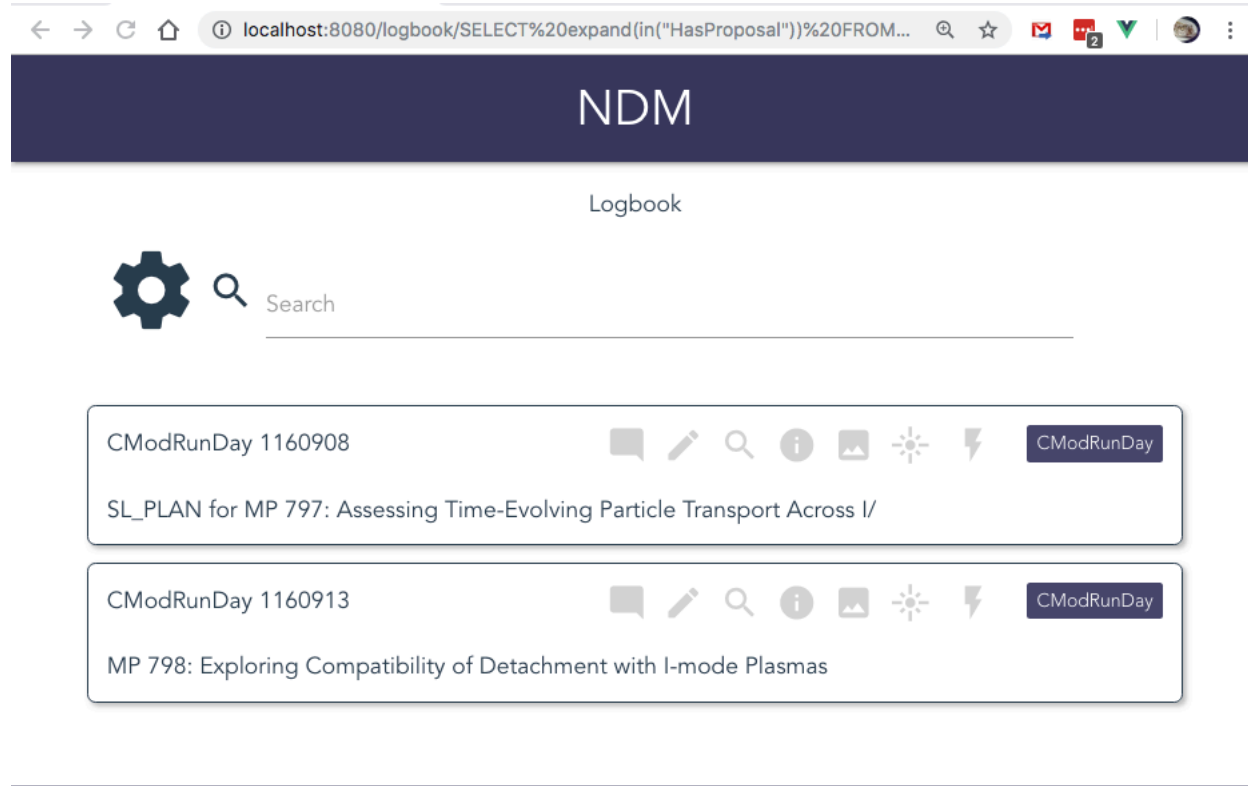 localhost:8080/logbook/SELECT%20expand(in("HasProposal"))%20FROM...
2
NDM
Logbook
Search
CModRunDay 1160908
CModRunDay
SL_PLAN for MP 797: Assessing Time-Evolving Particle Transport Across I/
CModRunDay 1160913
CModRunDay
MP 798: Exploring Compatibility of Detachment with I-mode Plasmas